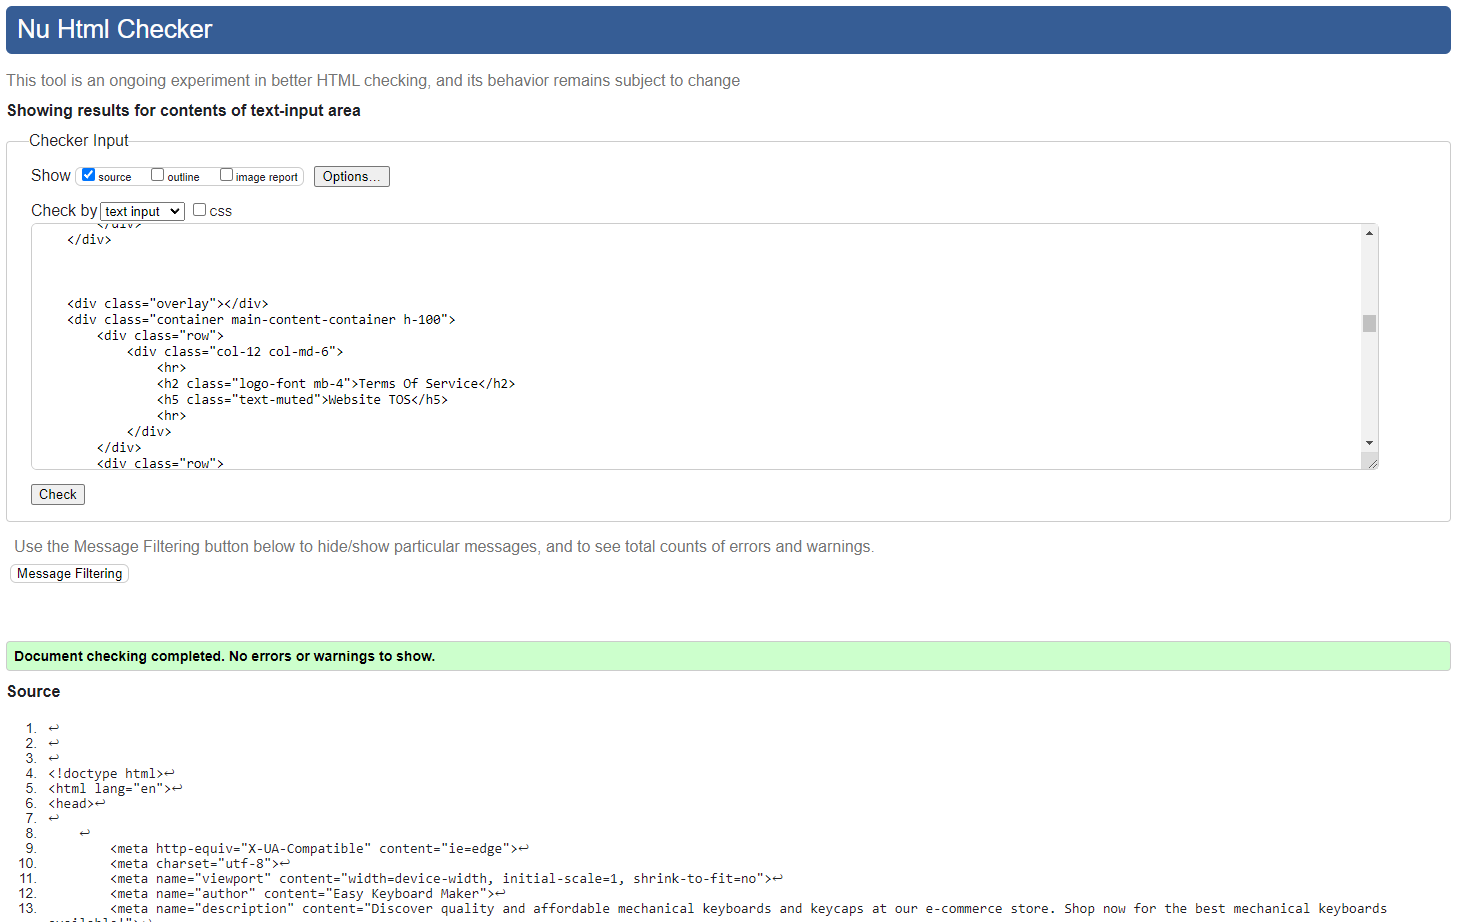 Nu Html Checker
This tool is an ongoing experiment in better HTML checking, and its behavior remains subject to change
Showing results for contents of text-input area
Checker Input
Show source outline image report Options...
Check by text input css
</div>
</div>
<div class="overlay"></div>
<div class="container main-content-container h-100">
<div class="row">
<div class="col-12 col-md-6">
<hr>
<h2 class="logo-font mb-4">Terms Of Service</h2>
<h5 class="text-muted">Website TOS</h5>
<hr>
</div>
</div>
<div class="row">
Check
Use the Message Filtering button below to hide/show particular messages, and to see total counts of errors and warnings.
Message Filtering
Document checking completed. No errors or warnings to show.
Source
1. ↩
2. ↩
3. ↩
4. <!doctype html>↩
5. <html lang="en">↩
6. <head>↩
7. ↩
8. ↩
9. <meta http-equiv="X-UA-Compatible" content="ie=edge">↩
10. <meta charset="utf-8">↩
11. <meta name="viewport" content="width=device-width, initial-scale=1, shrink-to-fit=no">↩
12. <meta name="author" content="Easy Keyboard Maker">↩
13. <meta name="description" content="Discover quality and affordable mechanical keyboards and keycaps at our e-commerce store. Shop now for the best mechanical keyboards
available!">↩